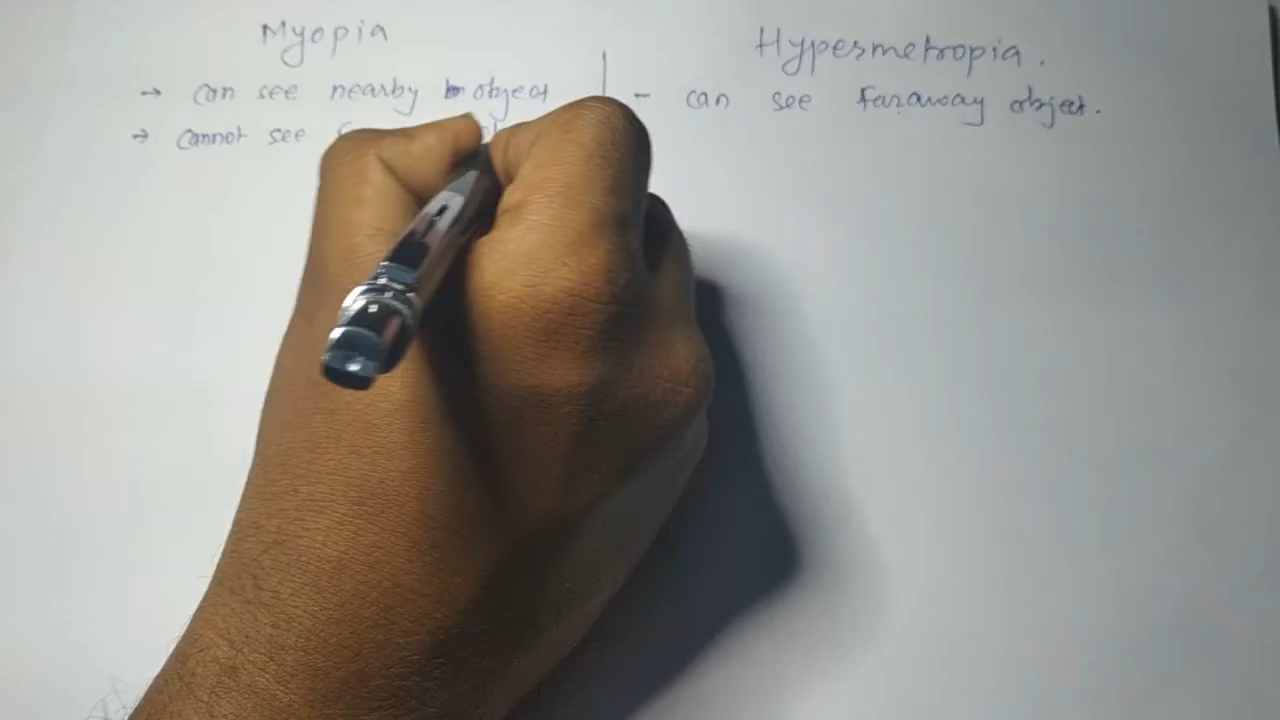 Myopia
Hypermetropia.
→ can see nearby object
- can see Faraway object.
→ cannot see